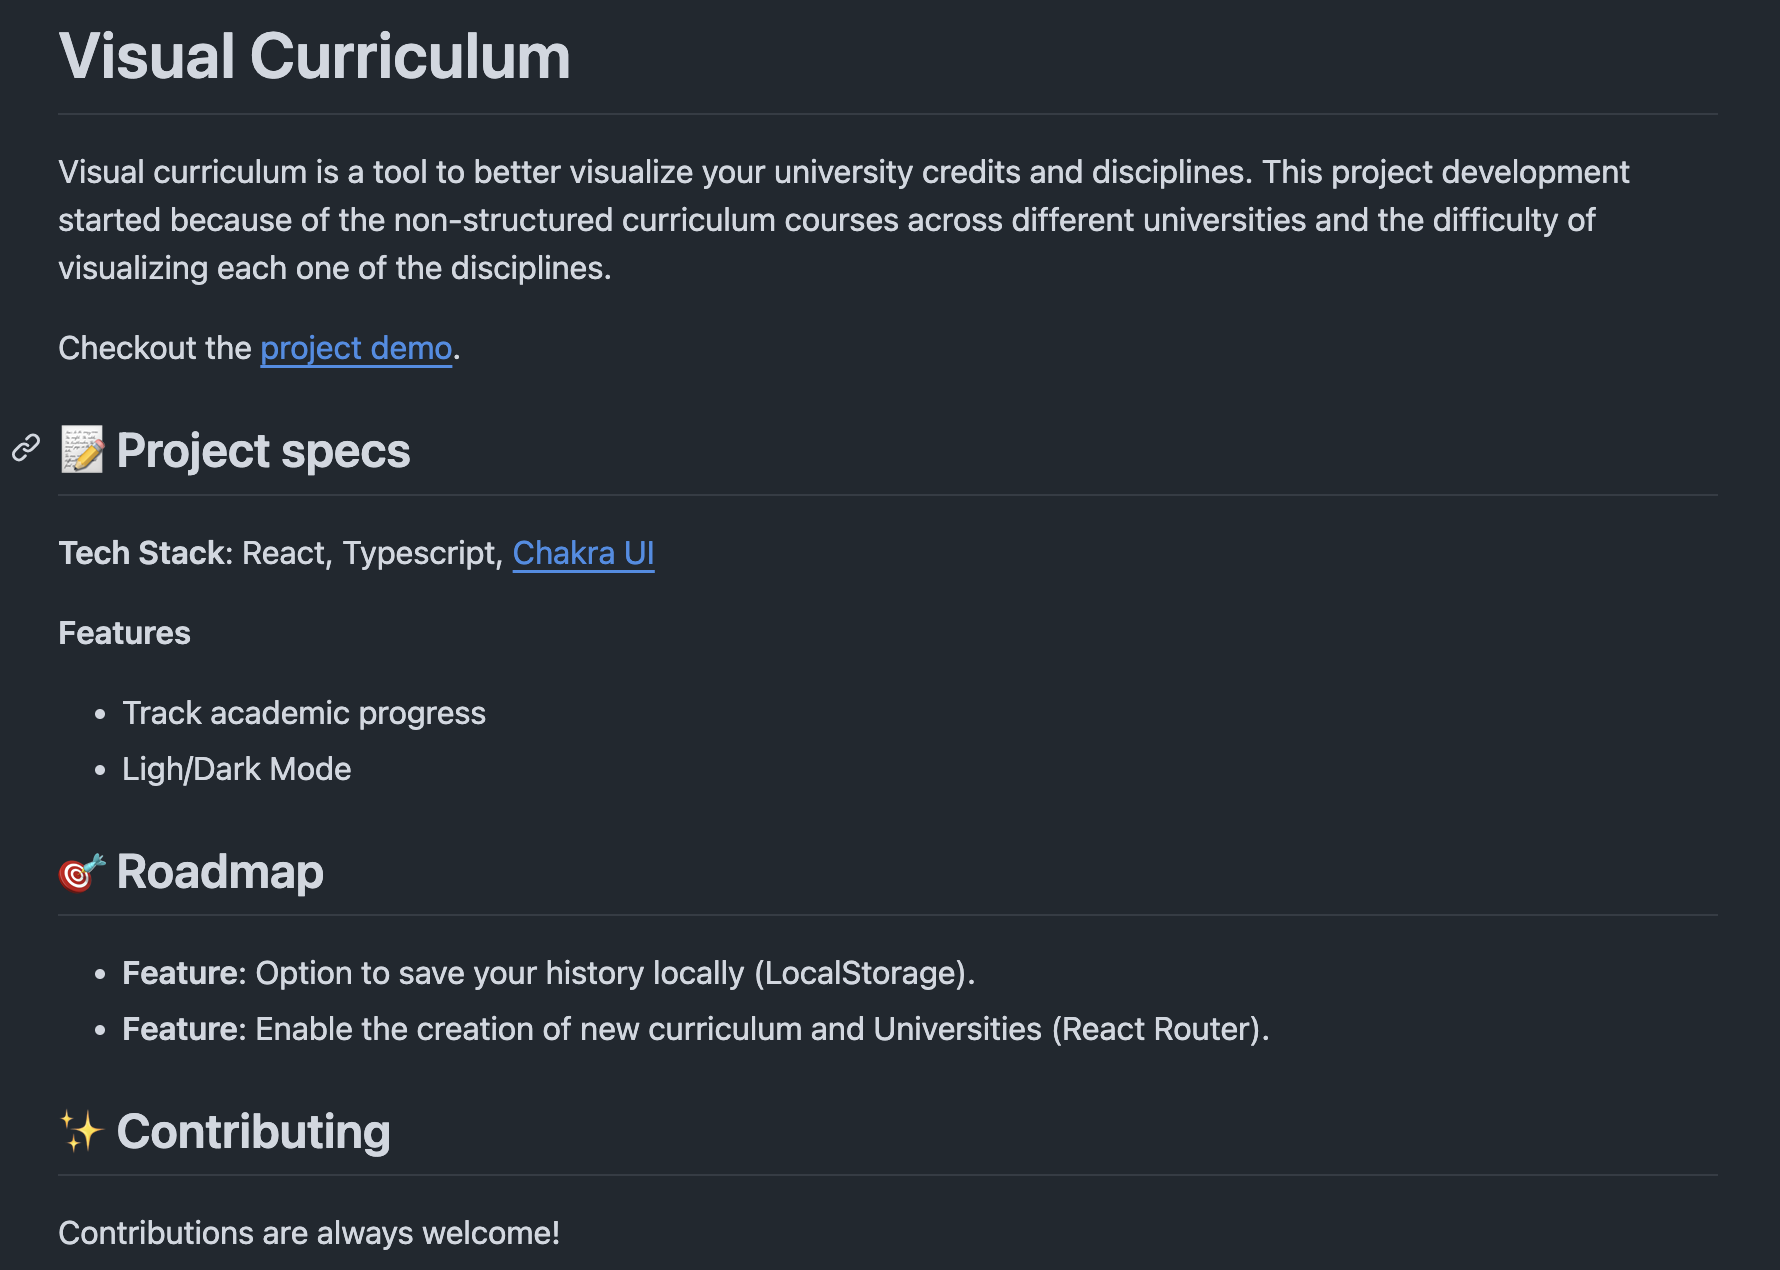 Visual Curriculum
Visual curriculum is a tool to better visualize your university credits and disciplines. This project development
started because of the non-structured curriculum courses across different universities and the difficulty of
visualizing each one of the disciplines.
Checkout the project demo.
📝 Project specs
Tech Stack: React, Typescript, Chakra UI
Features
• Track academic progress
• Ligh/Dark Mode
🎯 Roadmap
• Feature: Option to save your history locally (LocalStorage).
• Feature: Enable the creation of new curriculum and Universities (React Router).
✨ Contributing
Contributions are always welcome!